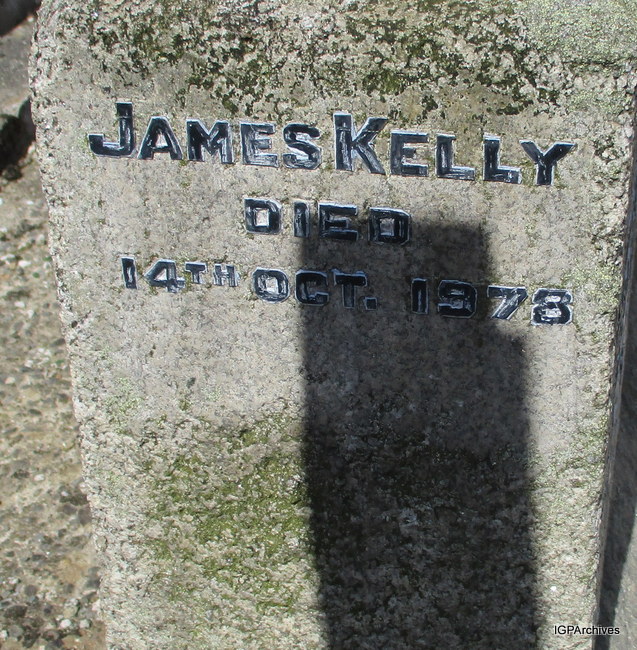 JAMES KELLY
DIED
14TH OCT. 1978
IGPArchives